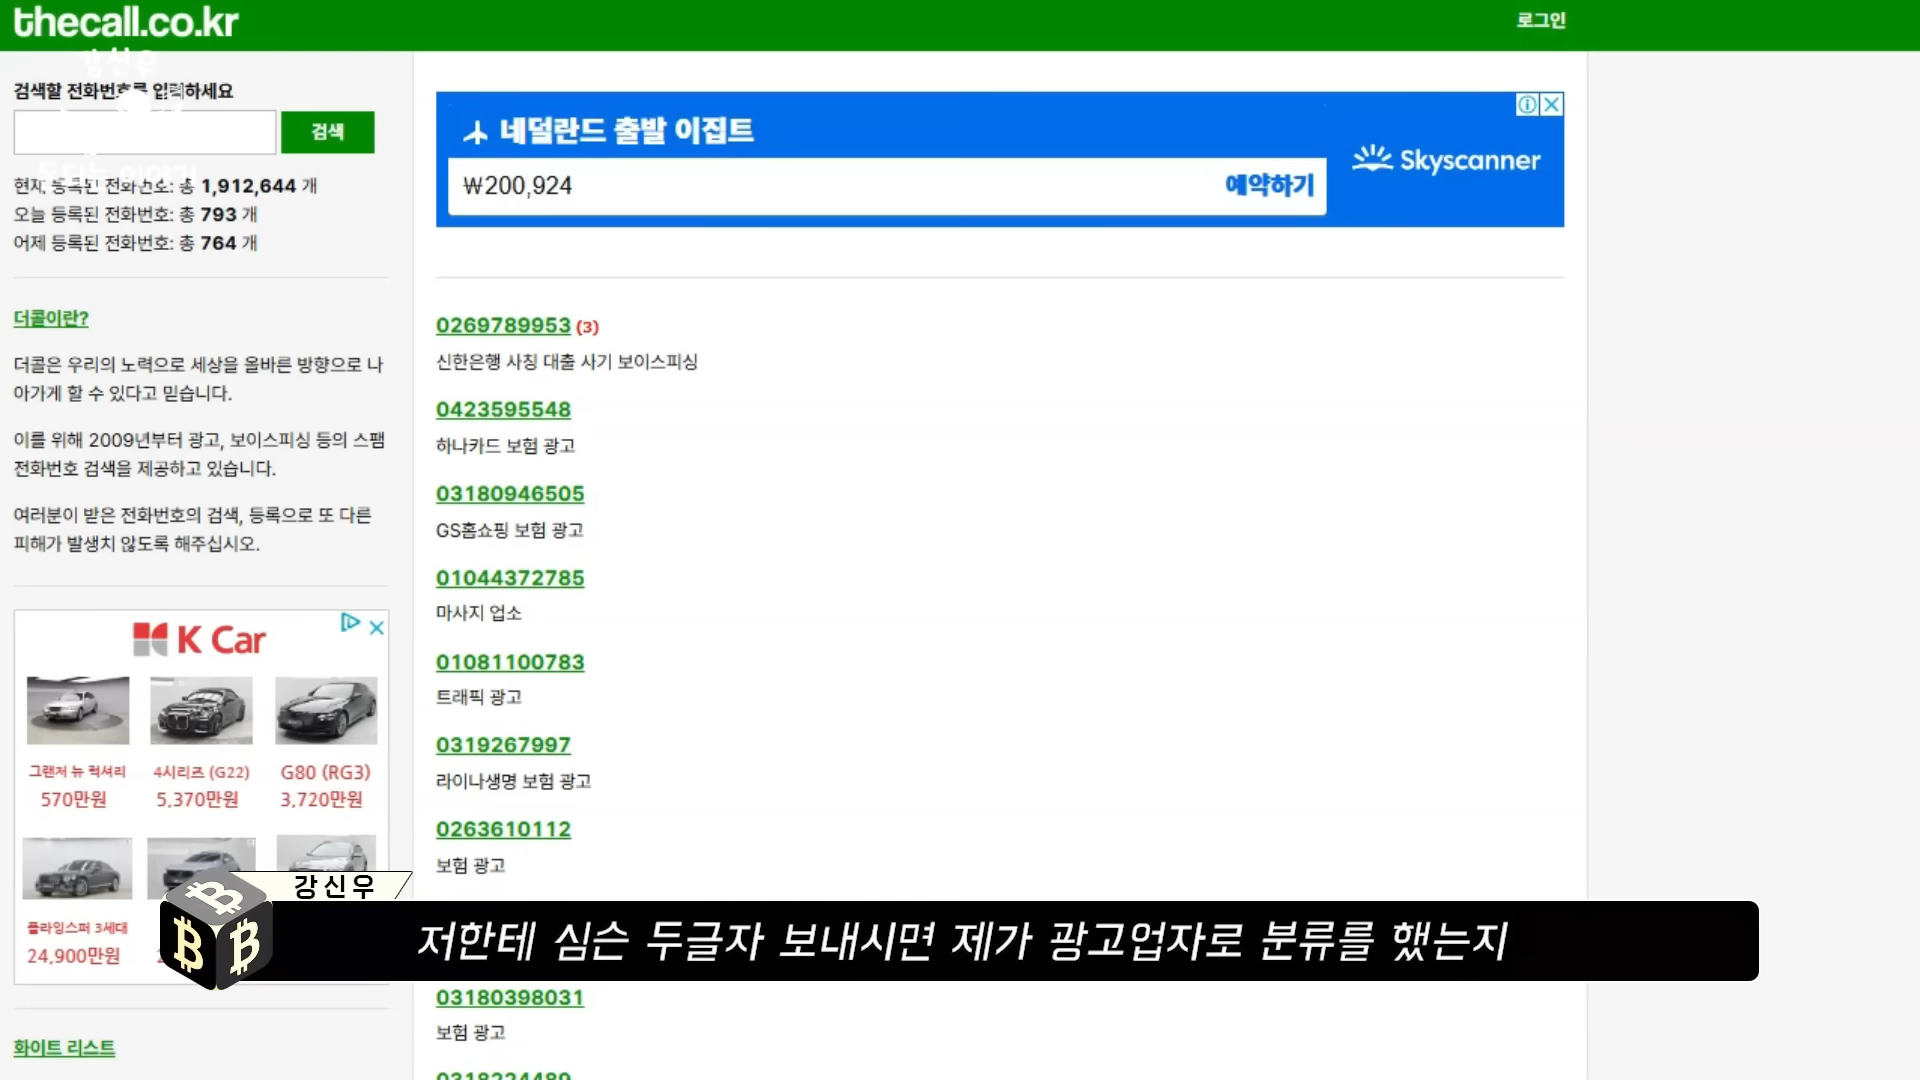 thecall.co.kr
로그인
강신우
검색할 전화번호를 입력하세요
검색
현재 등록된 전화번호: 총 1,912,644 개
오늘 등록된 전화번호: 총 793 개
어제 등록된 전화번호: 총 764 개
더콜이란?
더콜은 우리의 노력으로 세상을 올바른 방향으로 나
아가게 할 수 있다고 믿습니다.
이를 위해 2009년부터 광고, 보이스피싱 등의 스팸
전화번호 검색을 제공하고 있습니다.
여러분이 받은 전화번호의 검색, 등록으로 또 다른
피해가 발생치 않도록 해주십시오.
K Car
그랜저 뉴 럭셔리
570만원
4시리즈 (G22)
5,370만원
G80 (RG3)
3,720만원
플라잉스퍼 3세대
24,900만원
화이트 리스트
네덜란드 출발 이집트
₩200,924
예약하기
Skyscanner
0269789953 (3)
신한은행 사칭 대출 사기 보이스피싱
0423595548
하나카드 보험 광고
03180946505
GS홈쇼핑 보험 광고
01044372785
마사지 업소
01081100783
트래픽 광고
0319267997
라이나생명 보험 광고
0263610112
보험 광고
강신우
저한테 심슨 두글자 보내시면 제가 광고업자로 분류를 했는지
03180398031
보험 광고
0318224489